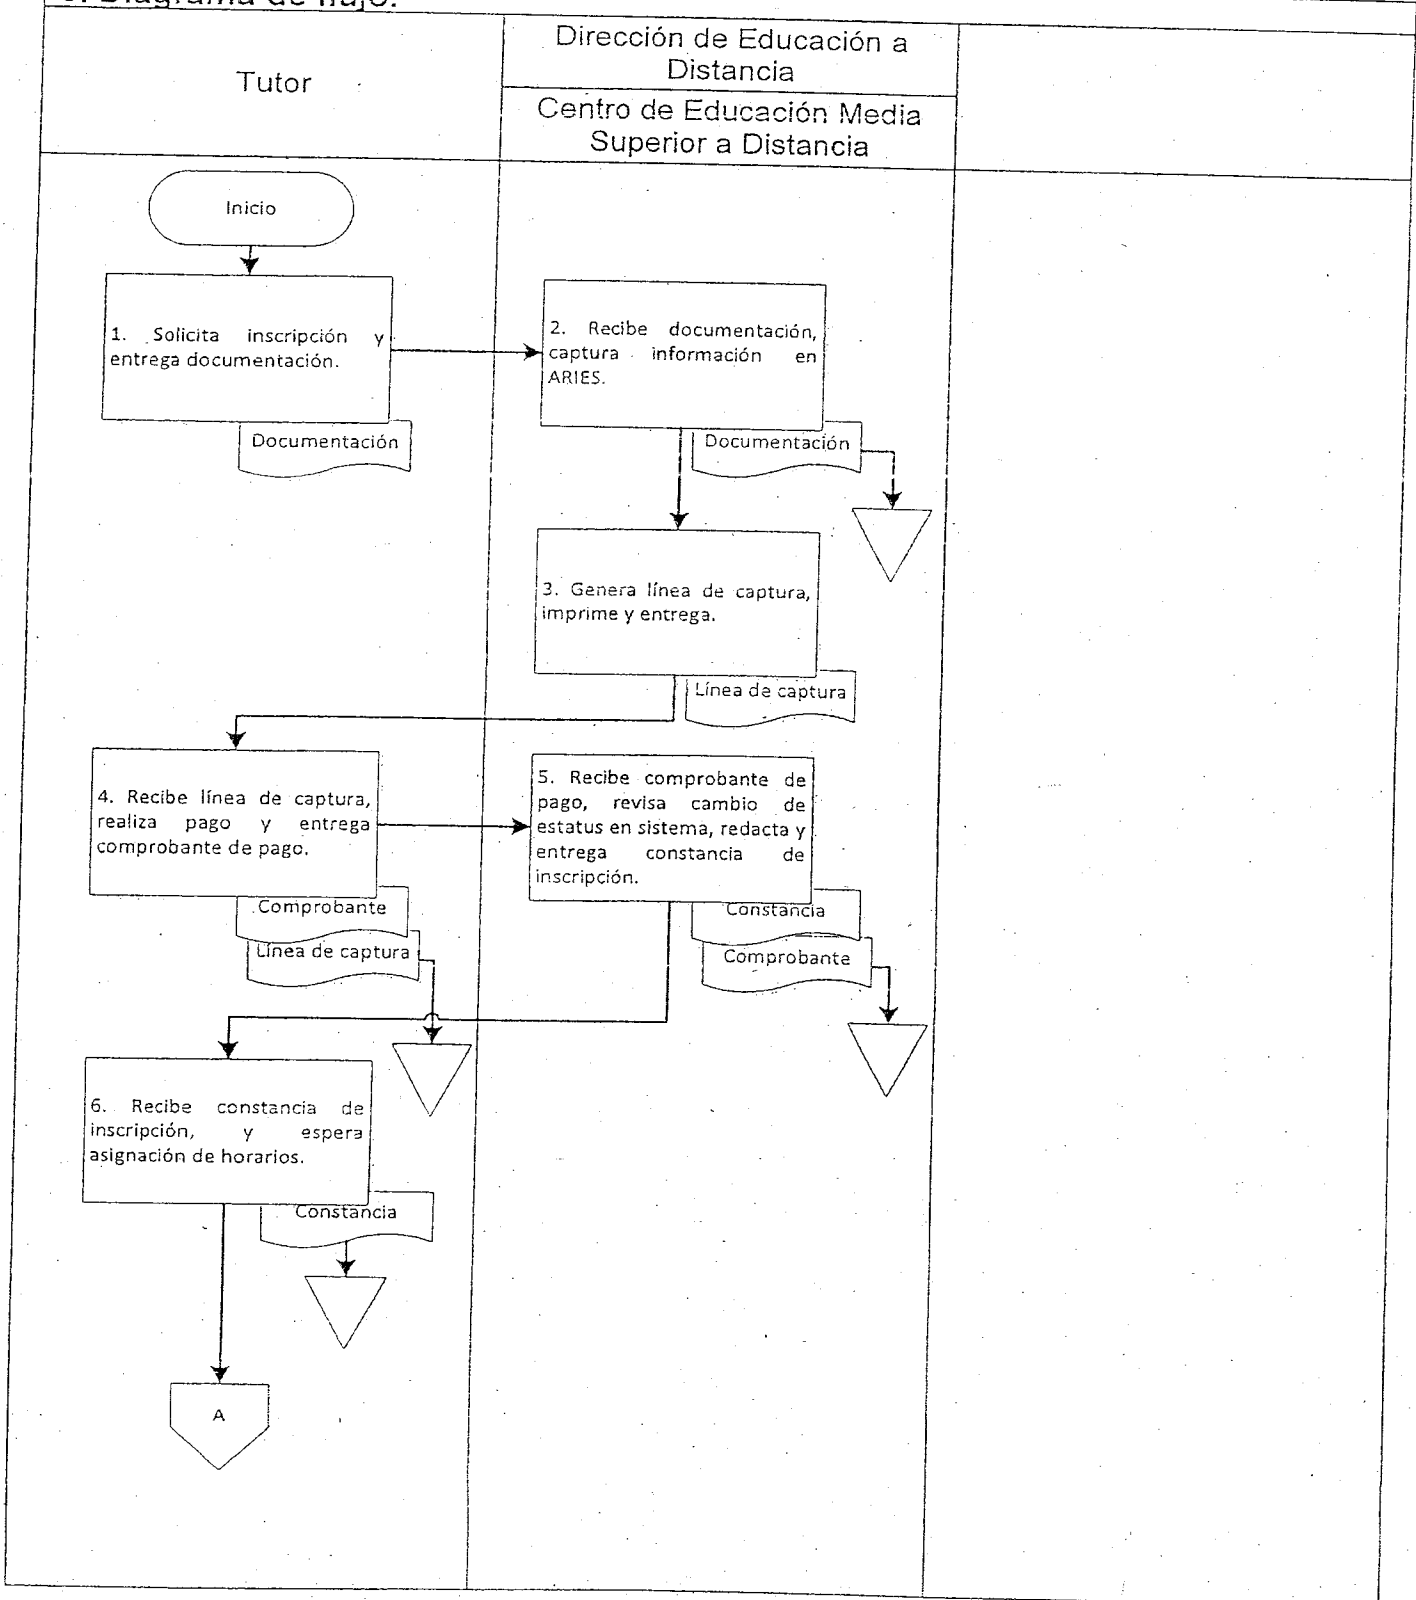 Diagrama de flujo.
Tutor
Dirección de Educación a
Distancia
Centro de Educación Media
Superior a Distancia
Inicio
1. Solicita inscripción y
entrega documentación.
Documentación
2. Recibe documentación,
captura información en
ARIES.
Documentación
3. Genera línea de captura,
imprime y entrega.
Línea de captura
4. Recibe línea de captura,
realiza pago y entrega
comprobante de pago.
Comprobante
Línea de captura
5. Recibe comprobante de
pago, revisa cambio de
estatus en sistema, redacta y
entrega constancia de
inscripción.
Constancia
Comprobante
6. Recibe constancia de
inscripción, y espera
asignación de horarios.
Constancia
A